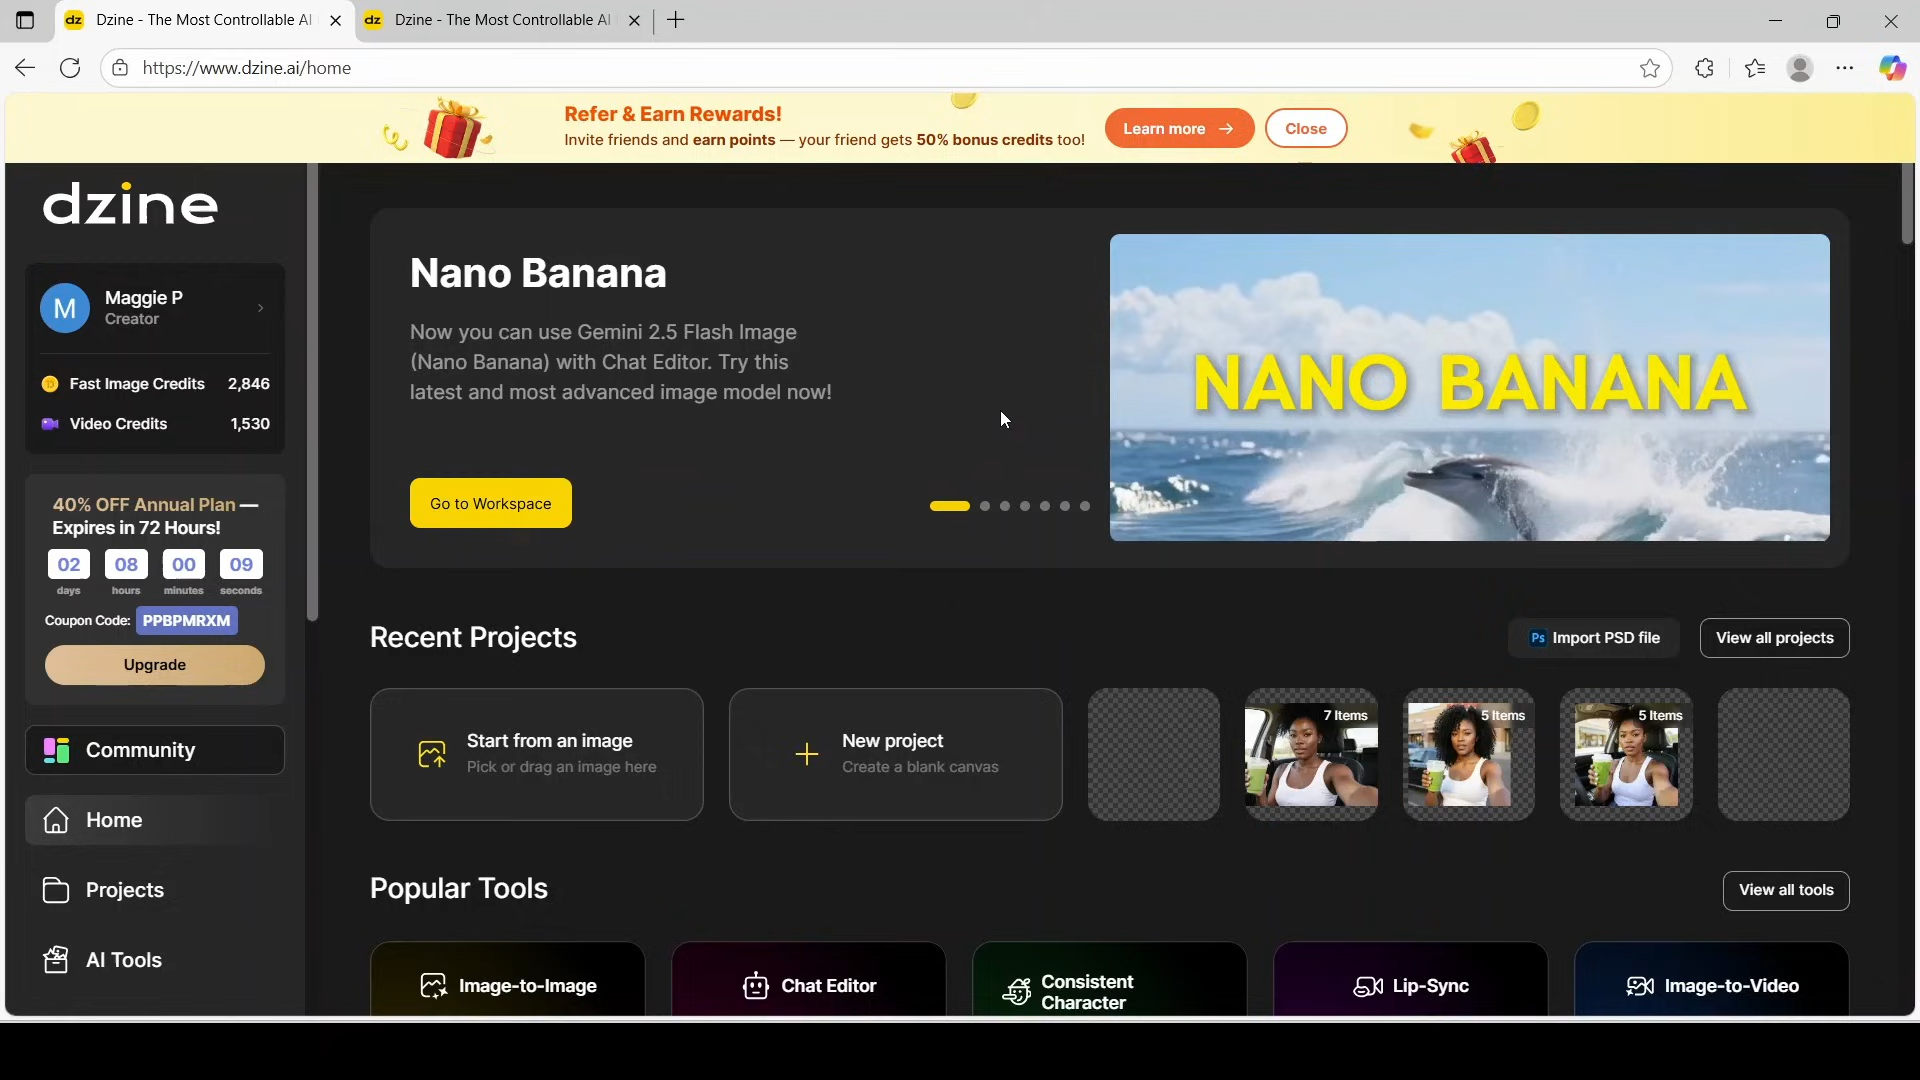 Dzine - The Most Controllable AI
Dzine - The Most Controllable AI
https://www.dzine.ai/home
Refer & Earn Rewards!
Invite friends and earn points — your friend gets 50% bonus credits too!
Learn more →
Close
dzine
M
Maggie P
Creator
Fast Image Credits 2,846
Video Credits 1,530
40% OFF Annual Plan —
Expires in 72 Hours!
02 08 00 09
days hours minutes seconds
Coupon Code: PPBPMRXM
Upgrade
Community
Home
Projects
AI Tools
Nano Banana
Now you can use Gemini 2.5 Flash Image
(Nano Banana) with Chat Editor. Try this
latest and most advanced image model now!
Go to Workspace
NANO BANANA
Recent Projects
Ps Import PSD file
View all projects
Start from an image
Pick or drag an image here
New project
Create a blank canvas
7 Items
5 Items
5 Items
Popular Tools
View all tools
Image-to-Image
Chat Editor
Consistent
Character
Lip-Sync
Image-to-Video